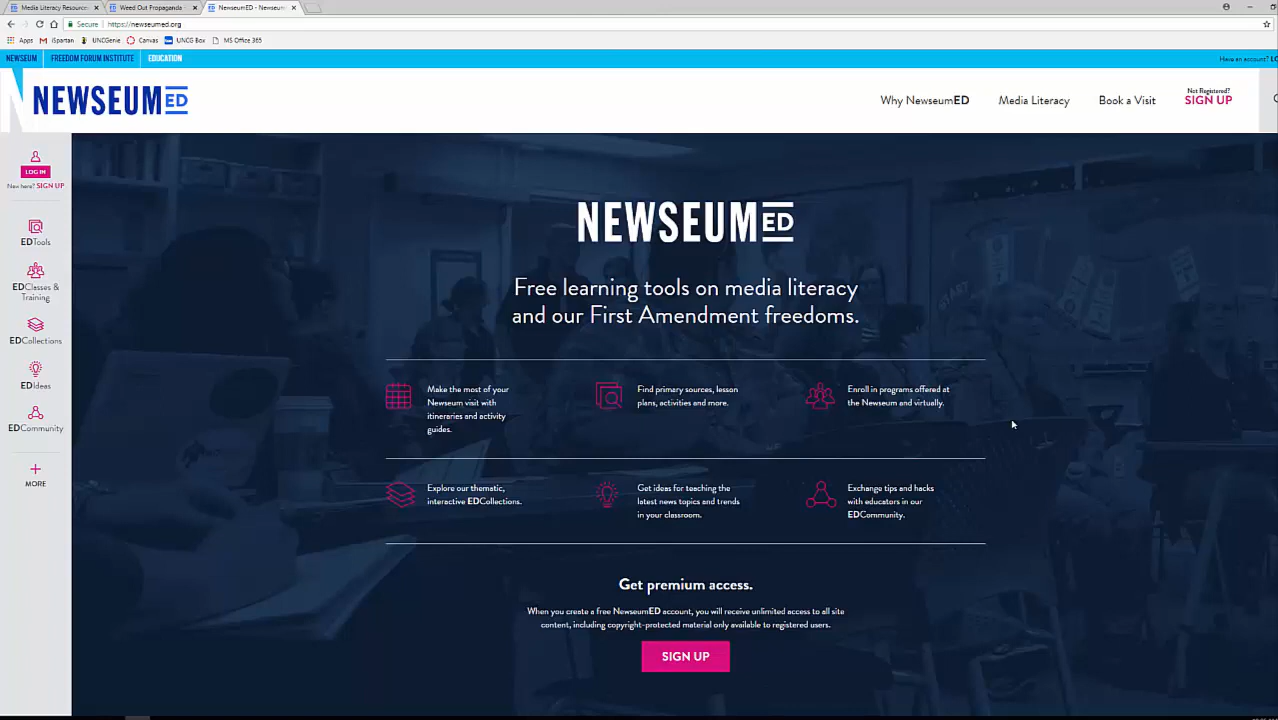 Media Literacy Resource
Weed Out Propaganda -
NewseumED - Newseum
Secure
https://newseumed.org
Apps
iSpartan
UNCGenie
Canvas
UNCG Box
MS Office 365
NEWSEUM
FREEDOM FORUM INSTITUTE
EDUCATION
Have an account? LO
NEWSEUMED
Why NewseumED
Media Literacy
Book a Visit
Not Registered?
SIGN UP
LOG IN
New here? SIGN UP
EDTools
EDClasses &
Training
EDCollections
EDIdeas
EDCommunity
MORE
NEWSEUMED
Free learning tools on media literacy
and our First Amendment freedoms.
Make the most of your
Newseum visit with
itineraries and activity
guides.
Find primary sources, lesson
plans, activities and more.
Enroll in programs offered at
the Newseum and virtually.
Explore our thematic,
interactive EDCollections.
Get ideas for teaching the
latest news topics and trends
in your classroom.
Exchange tips and hacks
with educators in our
EDCommunity.
Get premium access.
When you create a free NewseumED account, you will receive unlimited access to all site
content, including copyright-protected material only available to registered users.
SIGN UP